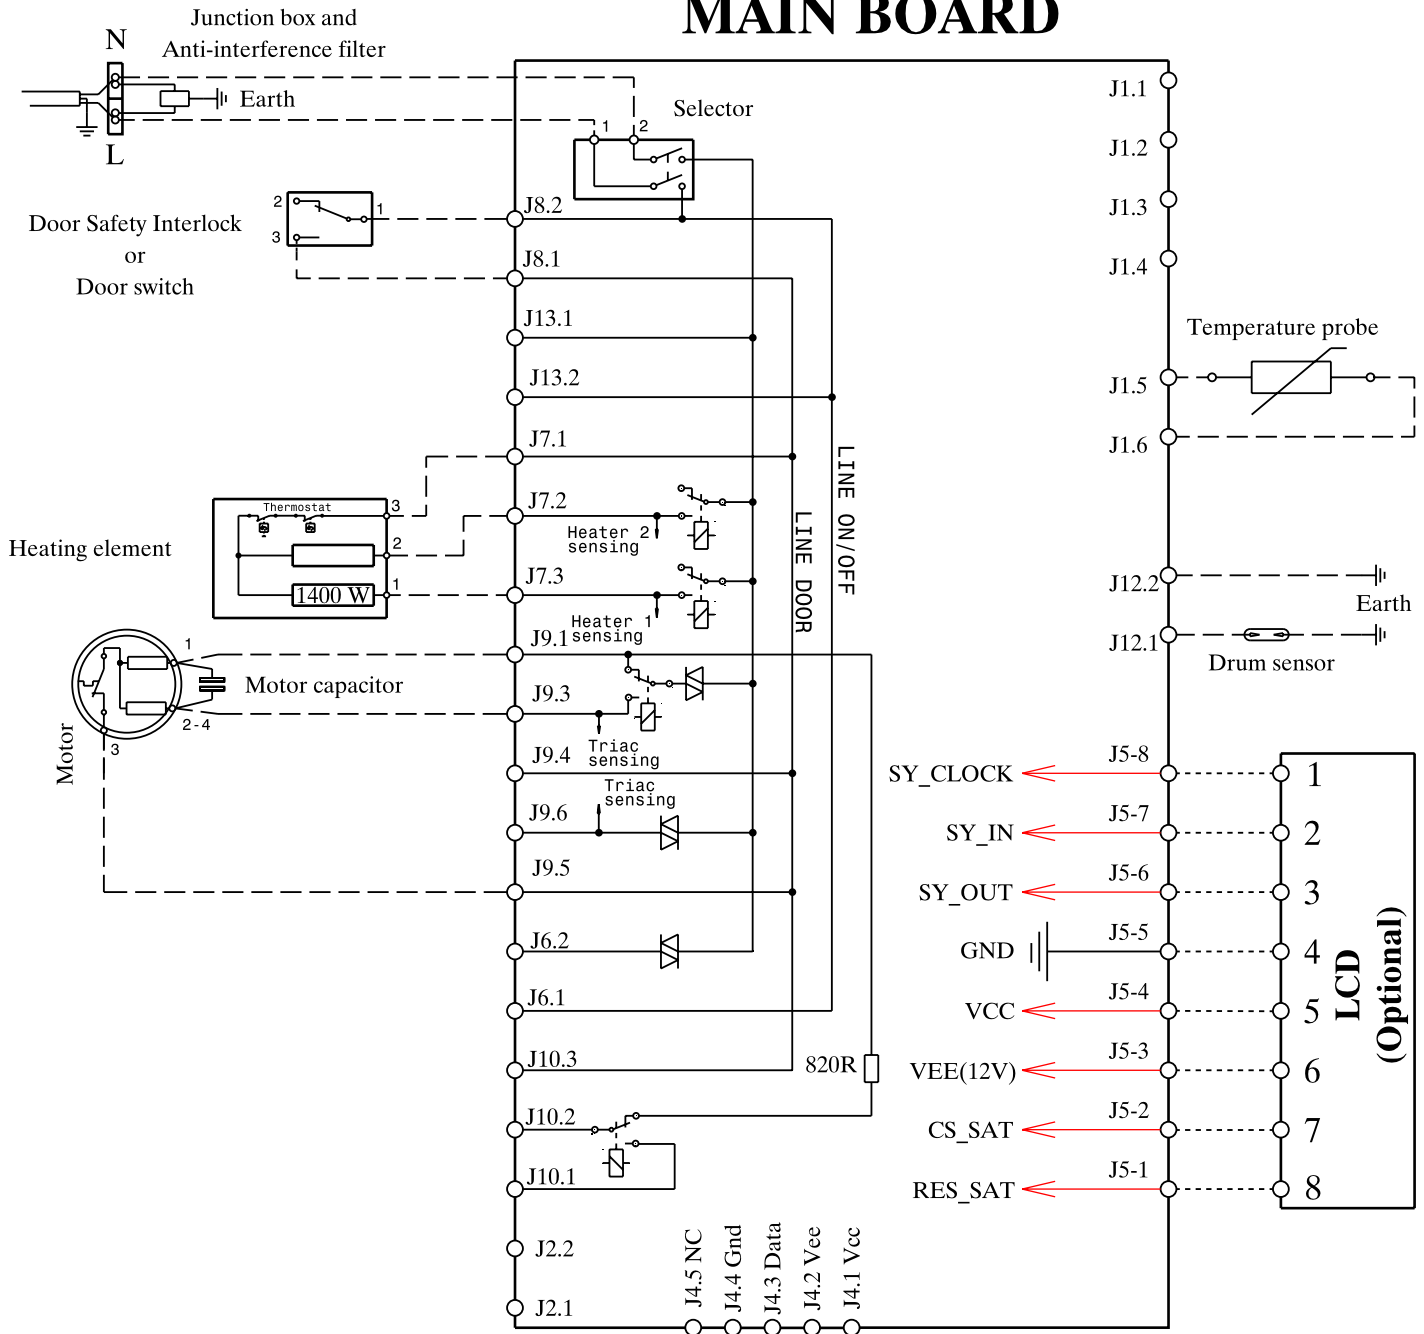 MAIN BOARD
Junction box and
Anti-interference filter
N
Earth
L
Selector
1
2
Door Safety Interlock
or
Door switch
2
1
3
J8.2
J8.1
J13.1
J13.2
J7.1
J7.2
Heater 2
sensing
J7.3
Heater 1
sensing
J9.1
J9.3
Triac
sensing
J9.4
Triac
sensing
J9.6
J9.5
J6.2
J6.1
J10.3
J10.2
J10.1
J2.2
J2.1
LINE ON/OFF
LINE DOOR
820R
Heating element
Thermostat
3
2
1
1400 W
Motor
1
2-4
3
Motor capacitor
J1.1
J1.2
J1.3
J1.4
J1.5
J1.6
Temperature probe
J12.2
Earth
J12.1
Drum sensor
SY_CLOCK J5-8 1
SY_IN J5-7 2
SY_OUT J5-6 3
GND J5-5 4
VCC J5-4 5
VEE(12V) J5-3 6
CS_SAT J5-2 7
RES_SAT J5-1 8
LCD
(Optional)
J4.5 NC
J4.4 Gnd
J4.3 Data
J4.2 Vee
J4.1 Vcc